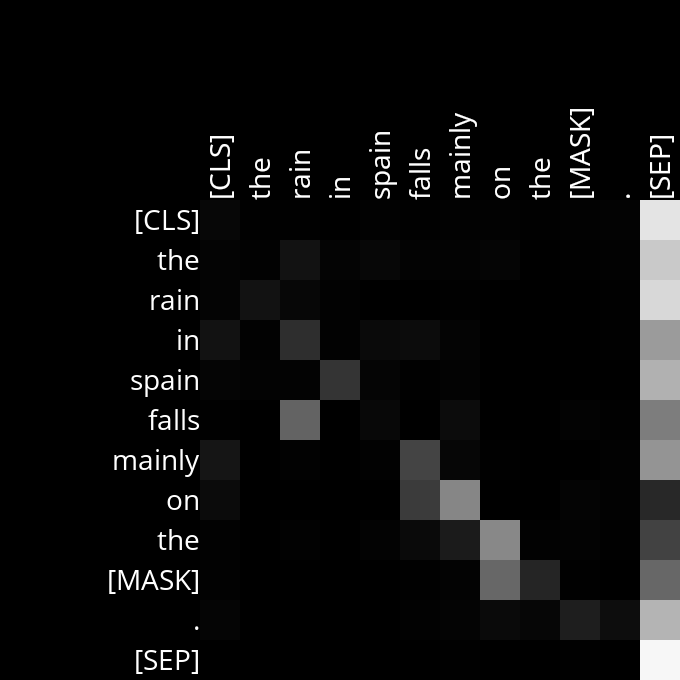 [CLS]
the
rain
in
spain
falls
mainly
on
the
[MASK]
.
[SEP]
[CLS]
the
rain
in
spain
falls
mainly
on
the
[MASK]
.
[SEP]